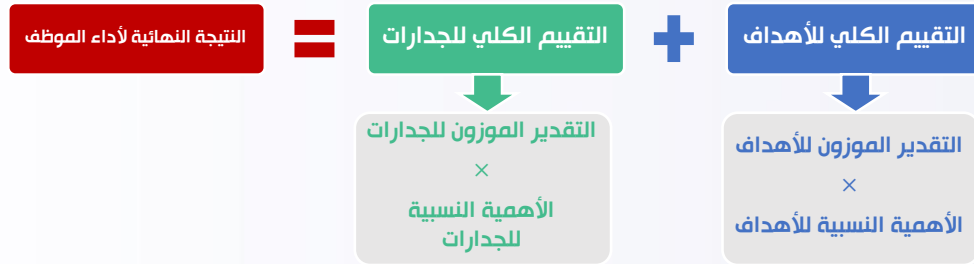 التقييم الكلي للأهداف
+
التقييم الكلي للجدارات
=
النتيجة النهائية لأداء الموظف
التقدير الموزون للأهداف
×
الأهمية النسبية للأهداف
التقدير الموزون للجدارات
×
الأهمية النسبية
للجدارات